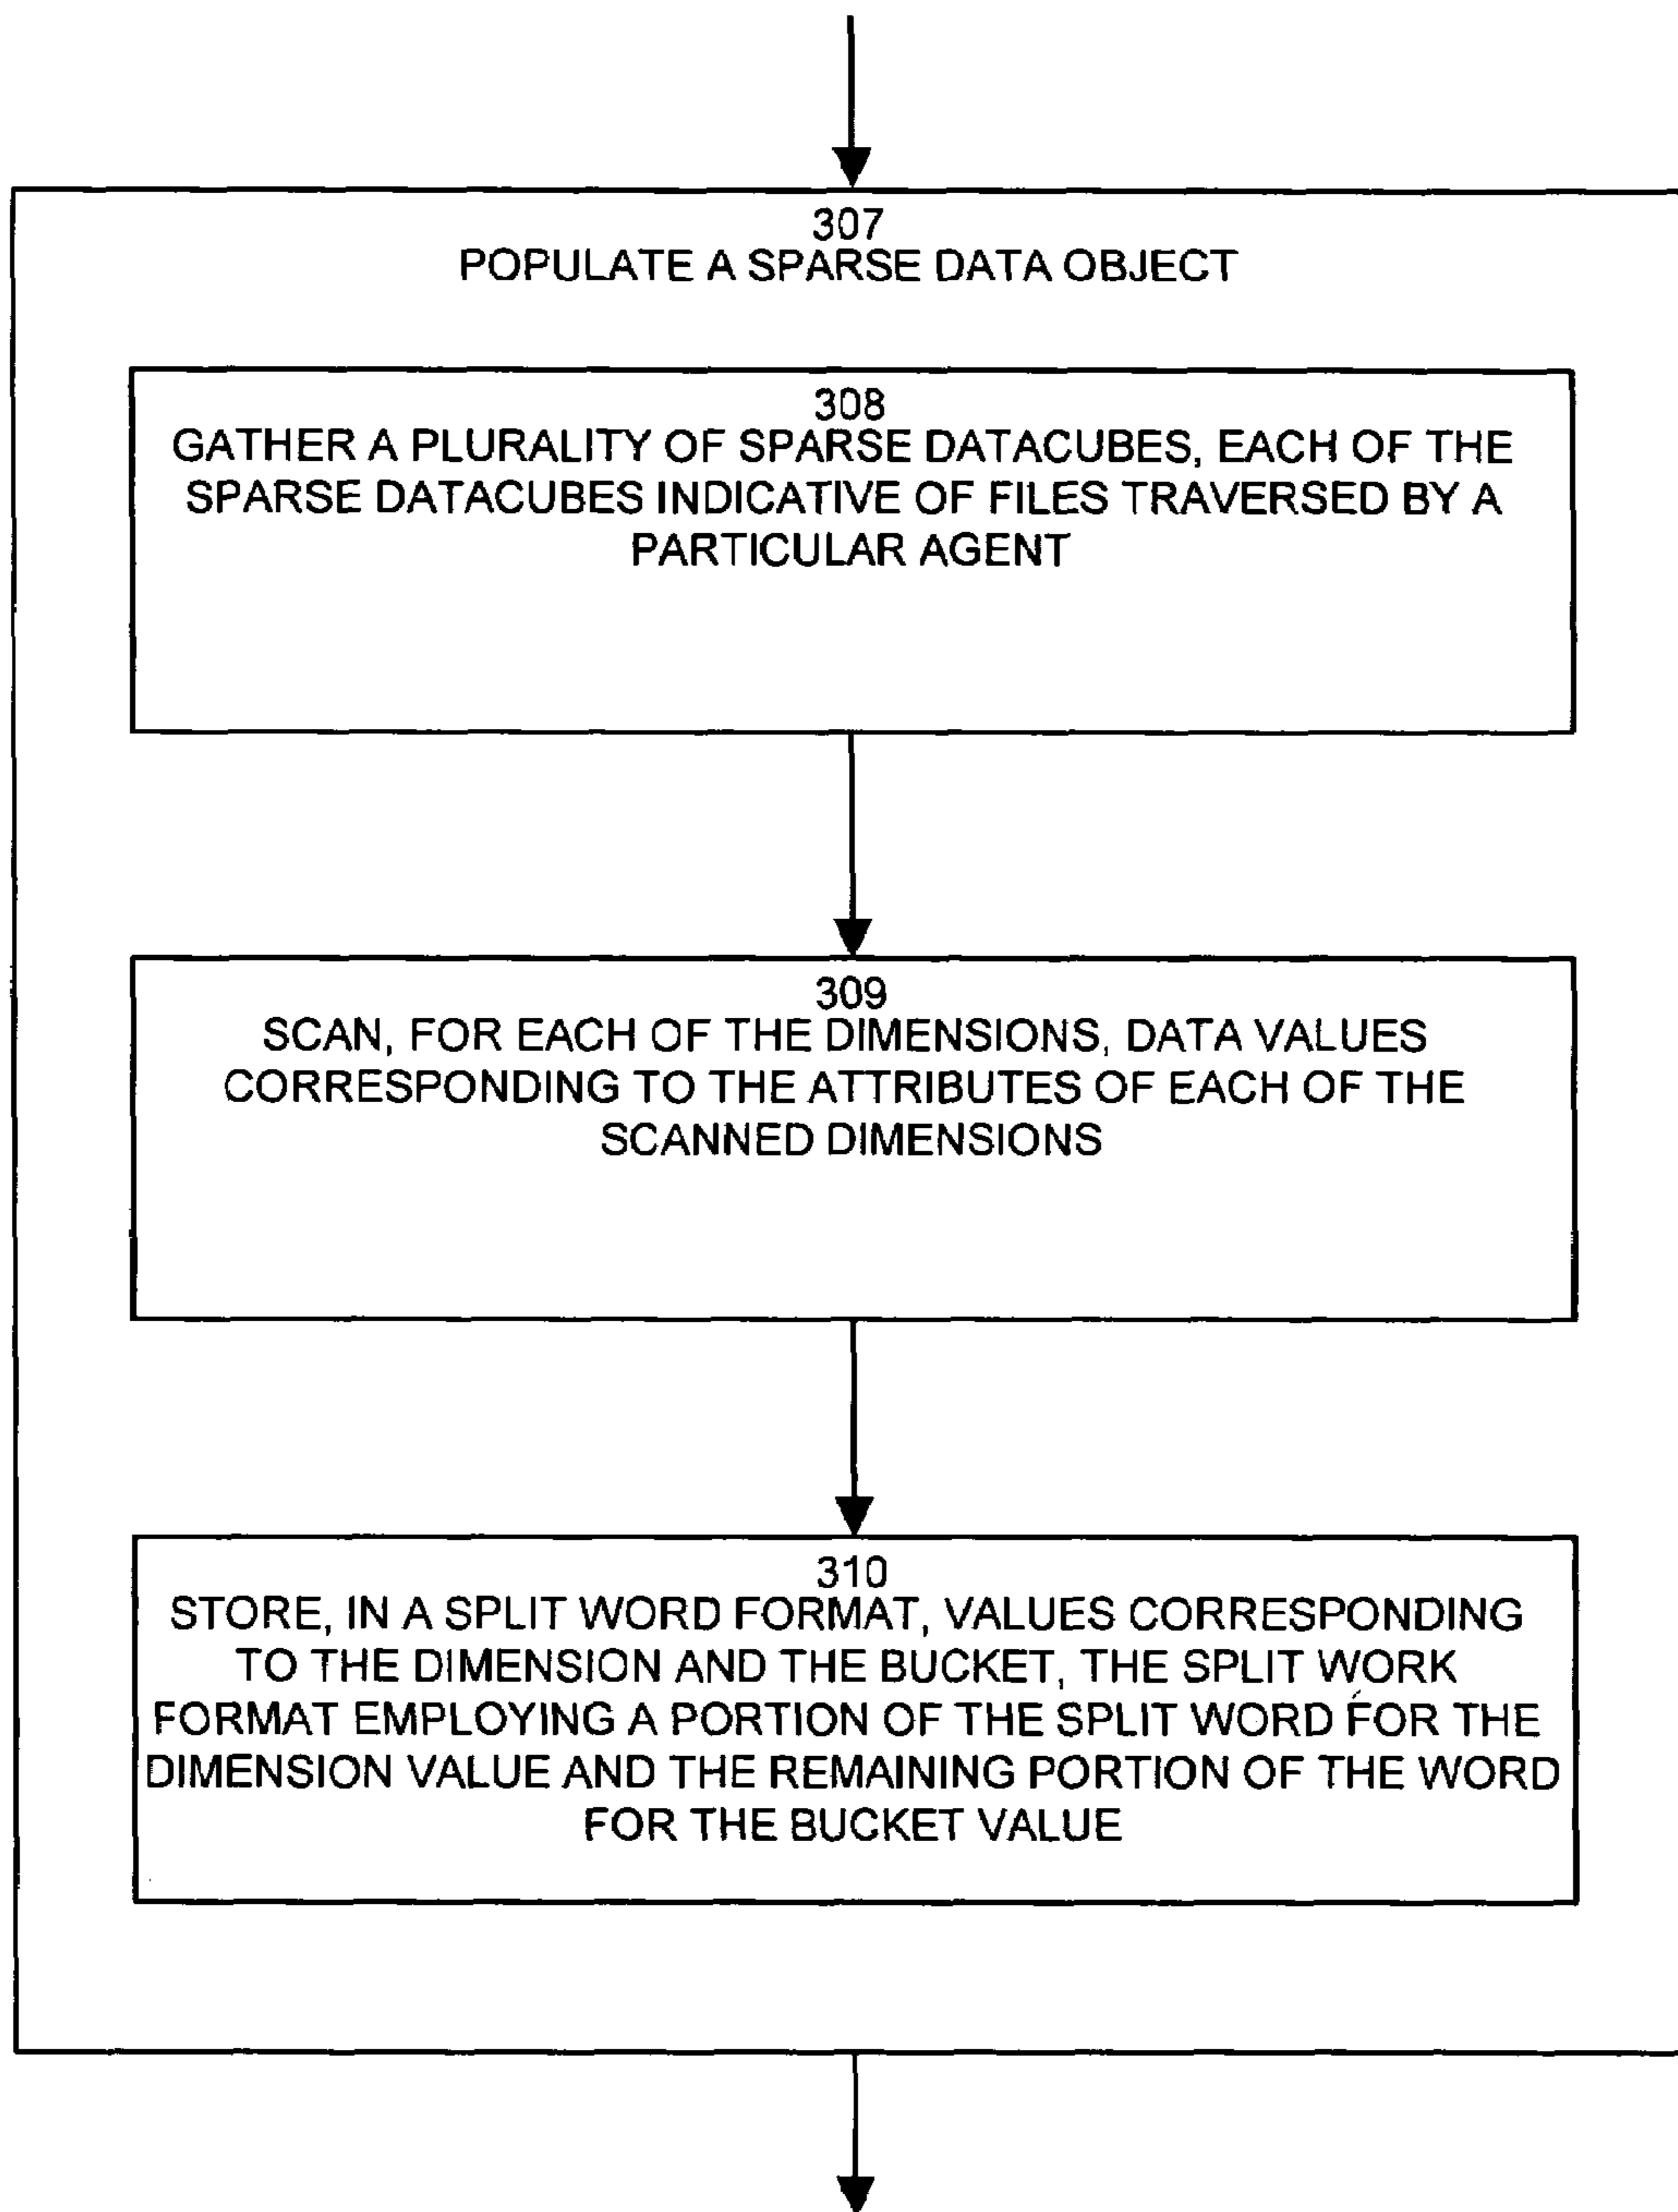 307
POPULATE A SPARSE DATA OBJECT
308
GATHER A PLURALITY OF SPARSE DATACUBES, EACH OF THE
SPARSE DATACUBES INDICATIVE OF FILES TRAVERSED BY A
PARTICULAR AGENT
309
SCAN, FOR EACH OF THE DIMENSIONS, DATA VALUES
CORRESPONDING TO THE ATTRIBUTES OF EACH OF THE
SCANNED DIMENSIONS
310
STORE, IN A SPLIT WORD FORMAT, VALUES CORRESPONDING
TO THE DIMENSION AND THE BUCKET, THE SPLIT WORK
FORMAT EMPLOYING A PORTION OF THE SPLIT WORD FOR THE
DIMENSION VALUE AND THE REMAINING PORTION OF THE WORD
FOR THE BUCKET VALUE